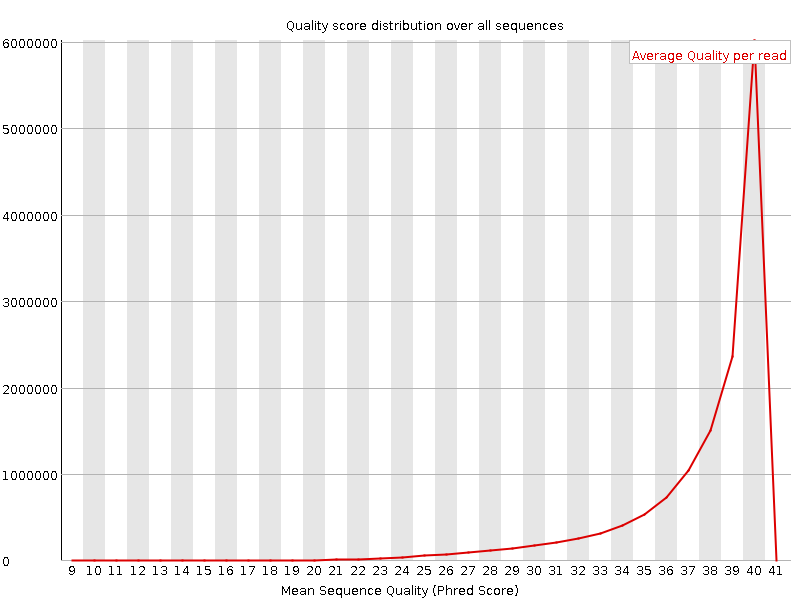 Quality score distribution over all sequences
6000000
Average Quality per read
5000000
4000000
3000000
2000000
1000000
0
9 10 11 12 13 14 15 16 17 18 19 20 21 22 23 24 25 26 27 28 29 30 31 32 33 34 35 36 37 38 39 40 41
Mean Sequence Quality (Phred Score)